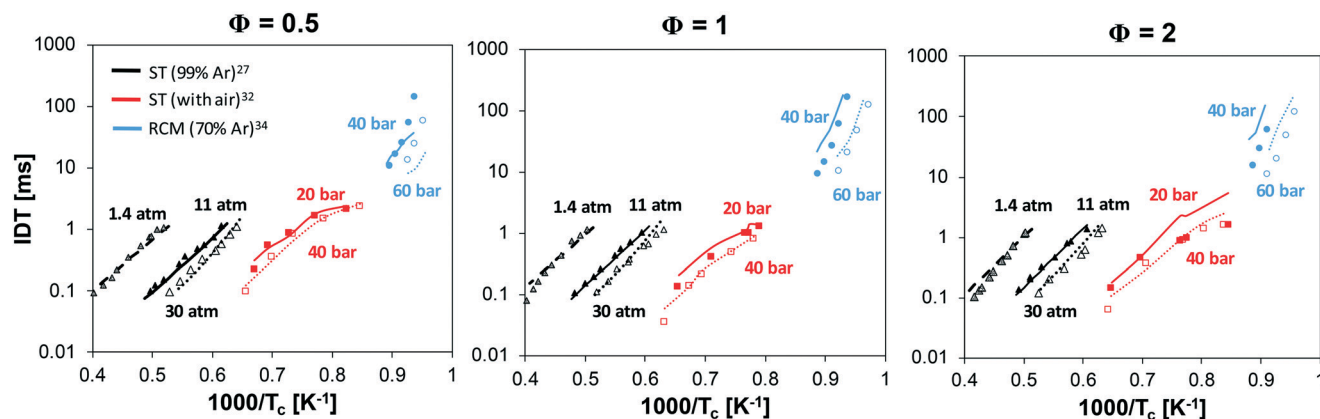 Φ = 0.5
1000
100
10
1
0.1
0.01
IDT [ms]
ST (99% Ar)27
ST (with air)32
RCM (70% Ar)34
40 bar
60 bar
20 bar
40 bar
1.4 atm
11 atm
30 atm
0.4 0.5 0.6 0.7 0.8 0.9 1
1000/Tc [K-1]
Φ = 1
1000
100
10
1
0.1
0.01
40 bar
60 bar
20 bar
40 bar
1.4 atm
11 atm
30 atm
0.4 0.5 0.6 0.7 0.8 0.9 1
1000/Tc [K-1]
Φ = 2
1000
100
10
1
0.1
0.01
40 bar
60 bar
20 bar
40 bar
1.4 atm
11 atm
30 atm
0.4 0.5 0.6 0.7 0.8 0.9 1
1000/Tc [K-1]